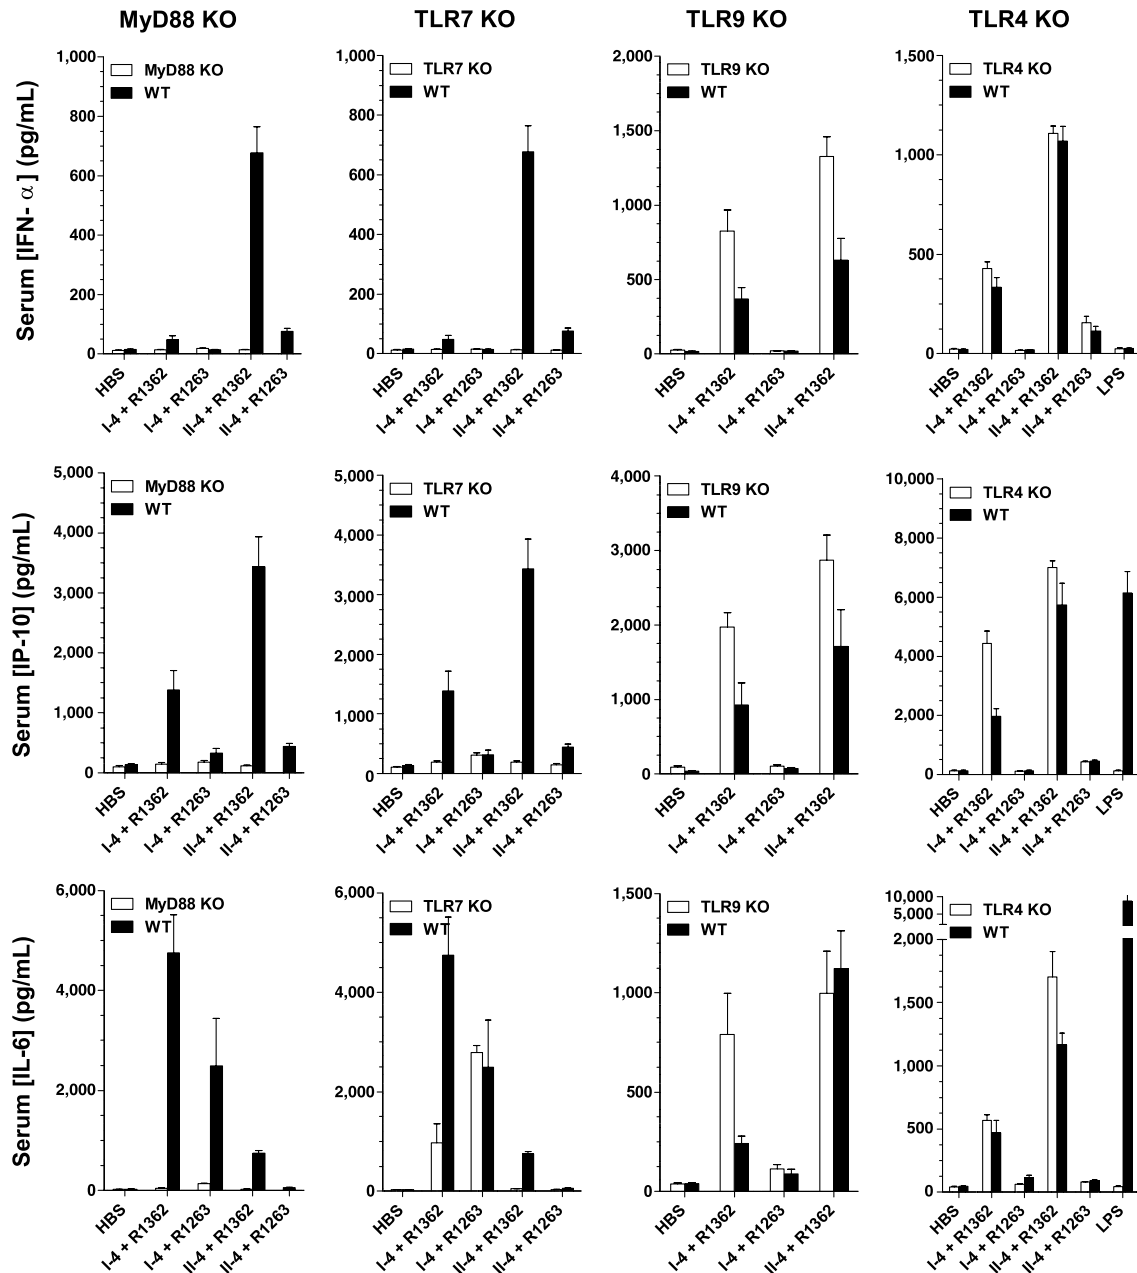 MyD88 KO
TLR7 KO
TLR9 KO
TLR4 KO
Serum [IFN- α] (pg/mL)
1,000
800
600
400
200
0
MyD88 KO
WT
HBS
I-4 + R1362
I-4 + R1263
II-4 + R1362
II-4 + R1263
1,000
800
600
400
200
0
TLR7 KO
WT
HBS
I-4 + R1362
I-4 + R1263
II-4 + R1362
II-4 + R1263
2,000
1,500
1,000
500
0
TLR9 KO
WT
HBS
I-4 + R1362
I-4 + R1263
II-4 + R1362
1,500
1,000
500
0
TLR4 KO
WT
HBS
I-4 + R1362
I-4 + R1263
II-4 + R1362
II-4 + R1263
LPS
Serum [IP-10] (pg/mL)
5,000
4,000
3,000
2,000
1,000
0
MyD88 KO
WT
HBS
I-4 + R1362
I-4 + R1263
II-4 + R1362
II-4 + R1263
5,000
4,000
3,000
2,000
1,000
0
TLR7 KO
WT
HBS
I-4 + R1362
I-4 + R1263
II-4 + R1362
II-4 + R1263
4,000
3,000
2,000
1,000
0
TLR9 KO
WT
HBS
I-4 + R1362
I-4 + R1263
II-4 + R1362
10,000
8,000
6,000
4,000
2,000
0
TLR4 KO
WT
HBS
I-4 + R1362
I-4 + R1263
II-4 + R1362
II-4 + R1263
LPS
Serum [IL-6] (pg/mL)
6,000
4,000
2,000
0
MyD88 KO
WT
HBS
I-4 + R1362
I-4 + R1263
II-4 + R1362
II-4 + R1263
6,000
4,000
2,000
0
TLR7 KO
WT
HBS
I-4 + R1362
I-4 + R1263
II-4 + R1362
II-4 + R1263
1,500
1,000
500
0
TLR9 KO
WT
HBS
I-4 + R1362
I-4 + R1263
II-4 + R1362
10,000
5,000
2,000
1,500
1,000
500
0
TLR4 KO
WT
HBS
I-4 + R1362
I-4 + R1263
II-4 + R1362
II-4 + R1263
LPS